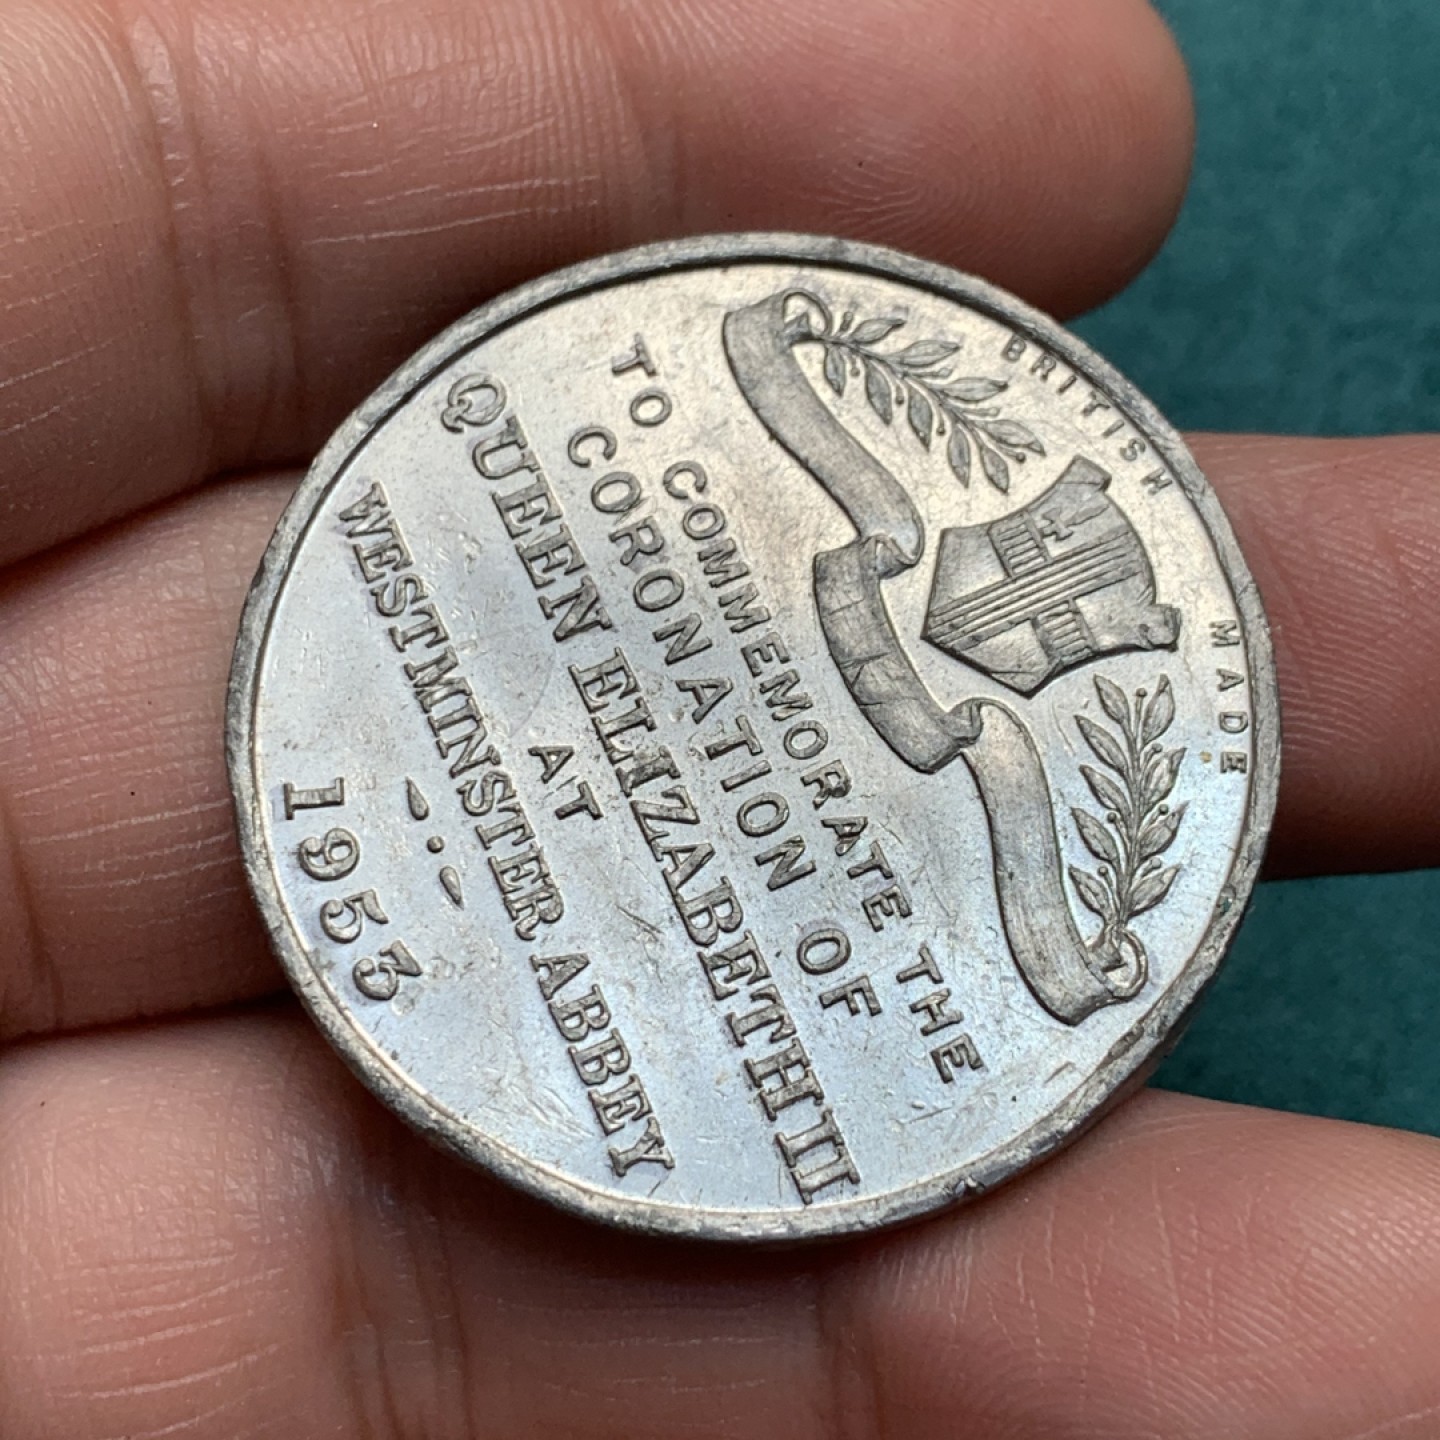 BRITISH MADE
TO COMMEMORATE THE
CORONATION OF
QUEEN ELIZABETH II
AT
WESTMINSTER ABBEY
1953